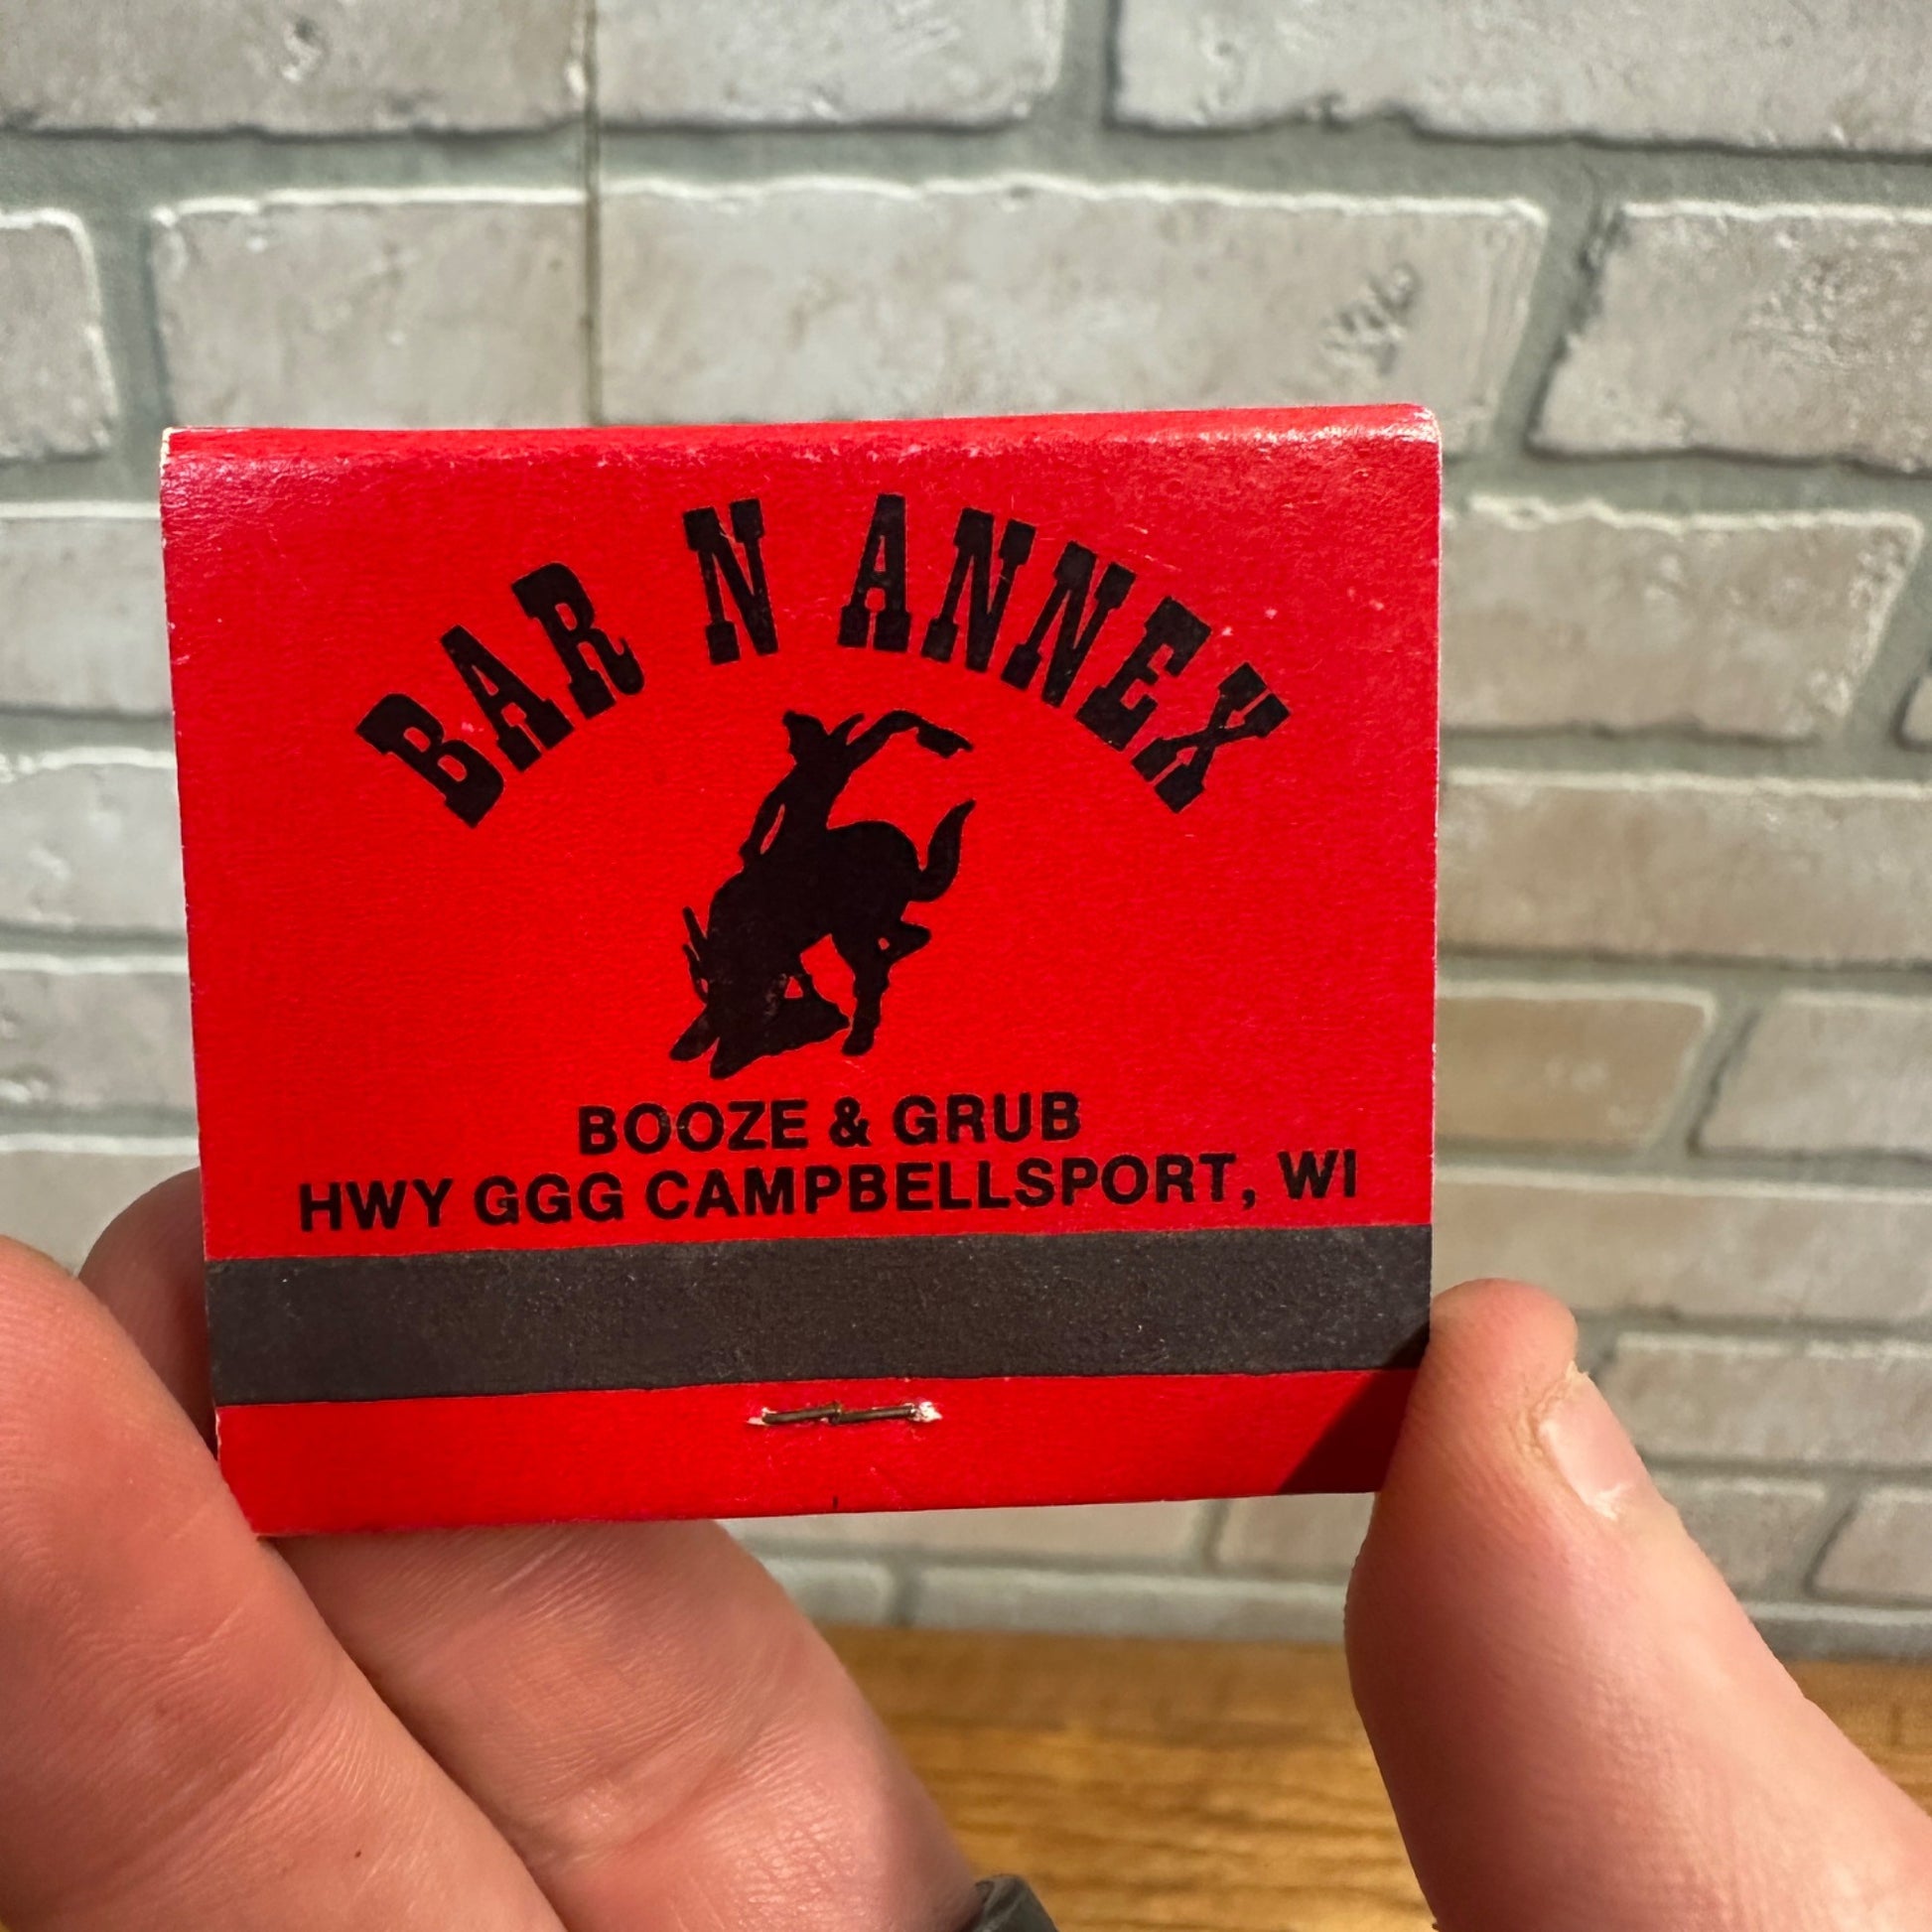 BAR N ANNEX
BOOZE & GRUB
HWY GGG CAMPBELLSPORT, WI